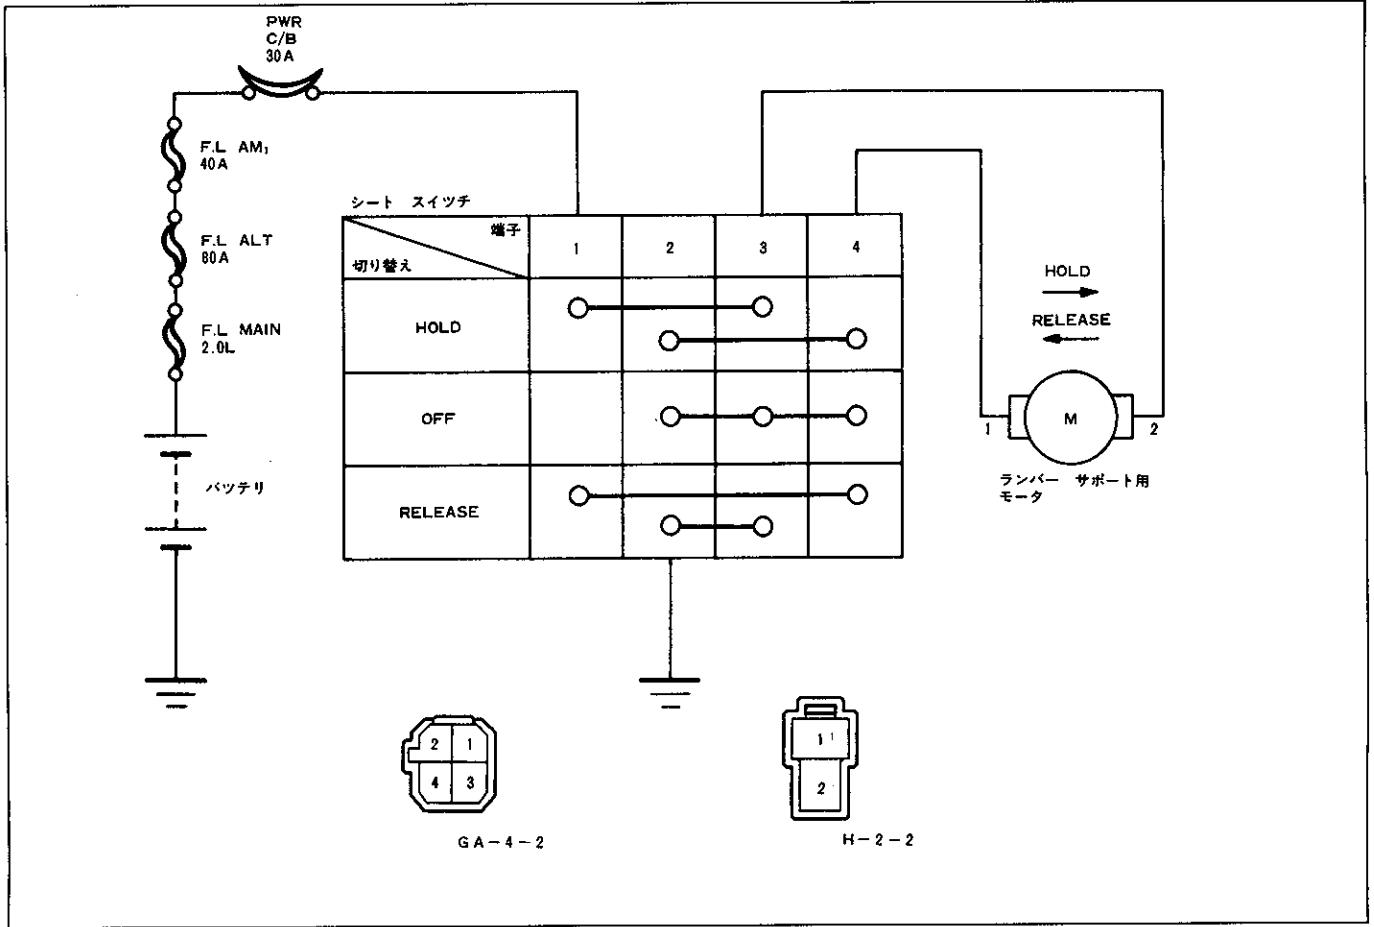 PWR
C/B
30A
F.L AM₁
40A
F.L ALT
80A
F.L MAIN
2.0L
バッテリ
シート スイッチ
端子
切り替え
1 2 3 4
HOLD
OFF
RELEASE
HOLD
RELEASE
1 M 2
ランバー サポート用
モータ
2 1
4 3
GA-4-2
1
2
H-2-2